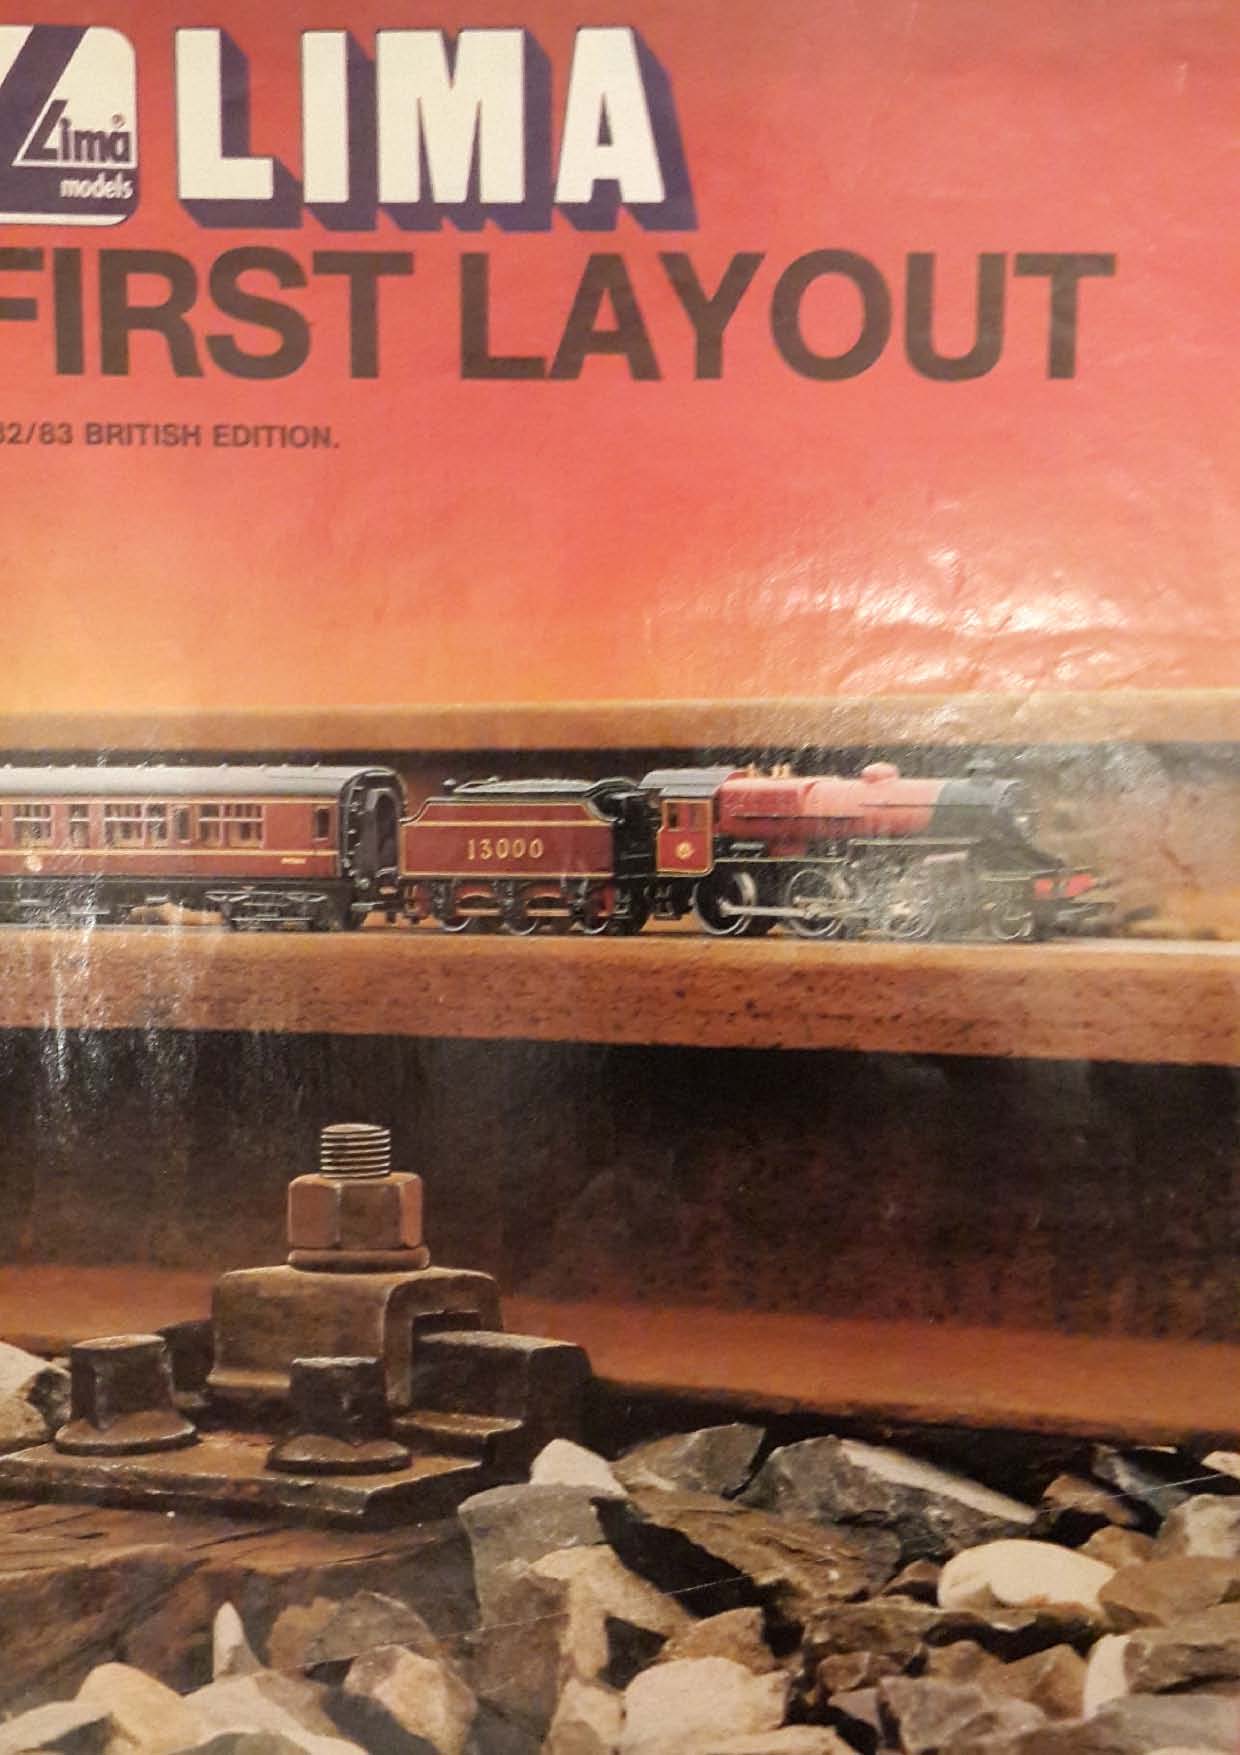 Lima®
models
LIMA
FIRST LAYOUT
82/83 BRITISH EDITION.
13000